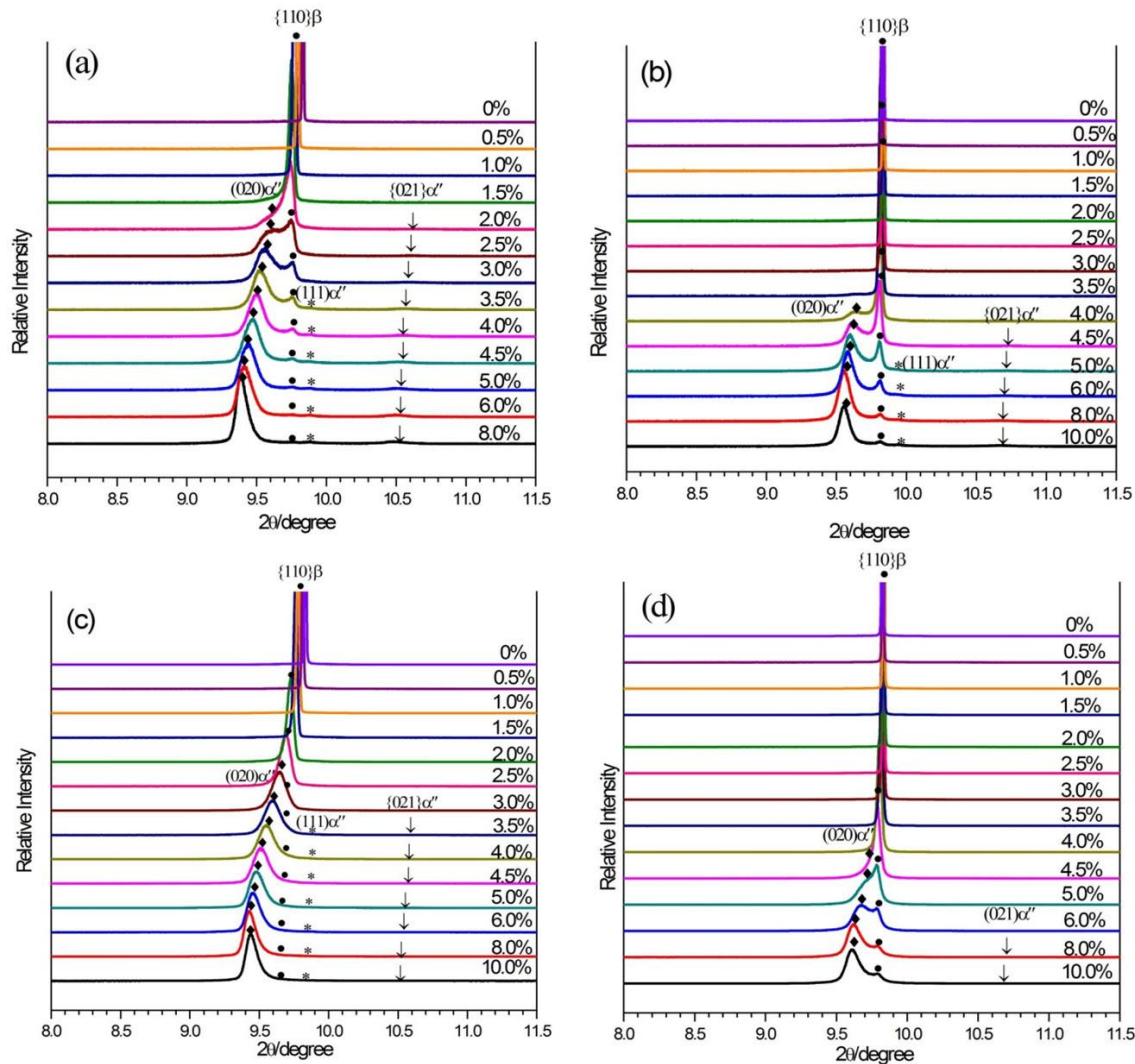 {110}β
(a)
0%
0.5%
1.0%
1.5%
(020)α″
{021}α″
2.0%
2.5%
3.0%
(111)α″
3.5%
*
4.0%
*
4.5%
*
5.0%
*
6.0%
*
8.0%
*
Relative Intensity
8.0 8.5 9.0 9.5 10.0 10.5 11.0 11.5
2θ/degree
{110}β
(b)
0%
0.5%
1.0%
1.5%
2.0%
2.5%
3.0%
3.5%
(020)α″
{021}α″
4.0%
4.5%
*(111)α″
5.0%
*
6.0%
*
8.0%
*
10.0%
Relative Intensity
8.0 8.5 9.0 9.5 10.0 10.5 11.0 11.5
2θ/degree
{110}β
(c)
0%
0.5%
1.0%
1.5%
2.0%
(020)α″
2.5%
{021}α″
3.0%
(111)α″
*
3.5%
*
4.0%
*
4.5%
*
5.0%
*
6.0%
*
8.0%
*
10.0%
Relative Intensity
8.0 8.5 9.0 9.5 10.0 10.5 11.0 11.5
2θ/degree
{110}β
(d)
0%
0.5%
1.0%
1.5%
2.0%
2.5%
3.0%
3.5%
(020)α″
4.0%
4.5%
5.0%
(021)α″
6.0%
8.0%
10.0%
Relative Intensity
8.0 8.5 9.0 9.5 10.0 10.5 11.0 11.5
2θ/degree